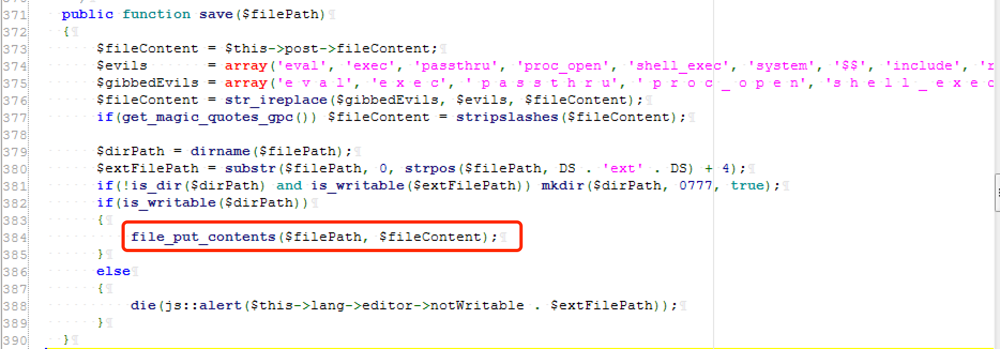 371 public function save($filePath)¶
372 {¶
373 $fileContent = $this->post->fileContent;¶
374 $evils = array('eval', 'exec', 'passthru', 'proc_open', 'shell_exec', 'system', '$$', 'include', 'r
375 $gibbedEvils = array('e v a l', 'e x e c', ' p a s s t h r u', ' p r o c _ o p e n', 's h e l l _ e x e c
376 $fileContent = str_ireplace($gibbedEvils, $evils, $fileContent);¶
377 if(get_magic_quotes_gpc()) $fileContent = stripslashes($fileContent);¶
378 ¶
379 $dirPath = dirname($filePath);¶
380 $extFilePath = substr($filePath, 0, strpos($filePath, DS . 'ext' . DS) + 4);¶
381 if(!is_dir($dirPath) and is_writable($extFilePath)) mkdir($dirPath, 0777, true);¶
382 if(is_writable($dirPath))¶
383 {¶
384 file_put_contents($filePath, $fileContent);¶
385 }¶
386 else¶
387 {¶
388 die(js::alert($this->lang->editor->notWritable . $extFilePath));¶
389 }¶
390 }¶